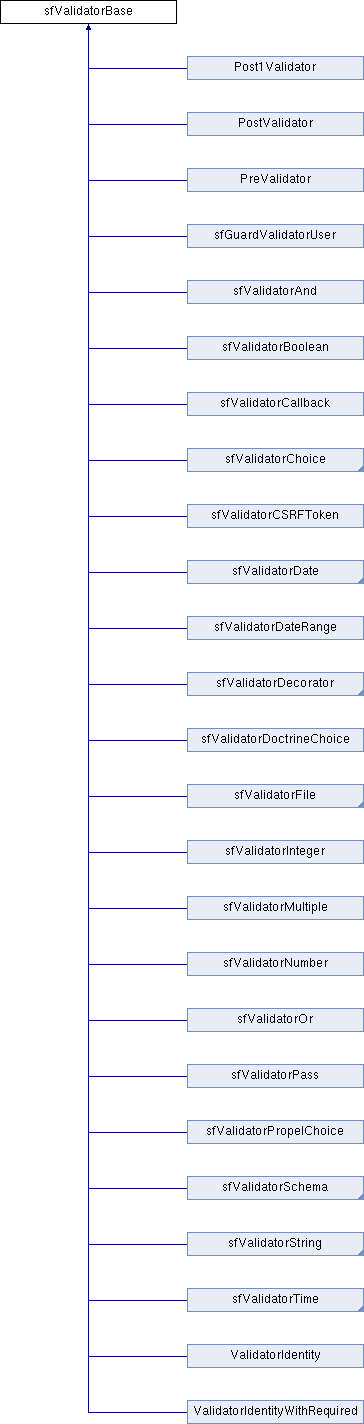 sfValidatorBase
Post1Validator
PostValidator
PreValidator
sfGuardValidatorUser
sfValidatorAnd
sfValidatorBoolean
sfValidatorCallback
sfValidatorChoice
sfValidatorCSRFToken
sfValidatorDate
sfValidatorDateRange
sfValidatorDecorator
sfValidatorDoctrineChoice
sfValidatorFile
sfValidatorInteger
sfValidatorMultiple
sfValidatorNumber
sfValidatorOr
sfValidatorPass
sfValidatorPropelChoice
sfValidatorSchema
sfValidatorString
sfValidatorTime
ValidatorIdentity
ValidatorIdentityWithRequired